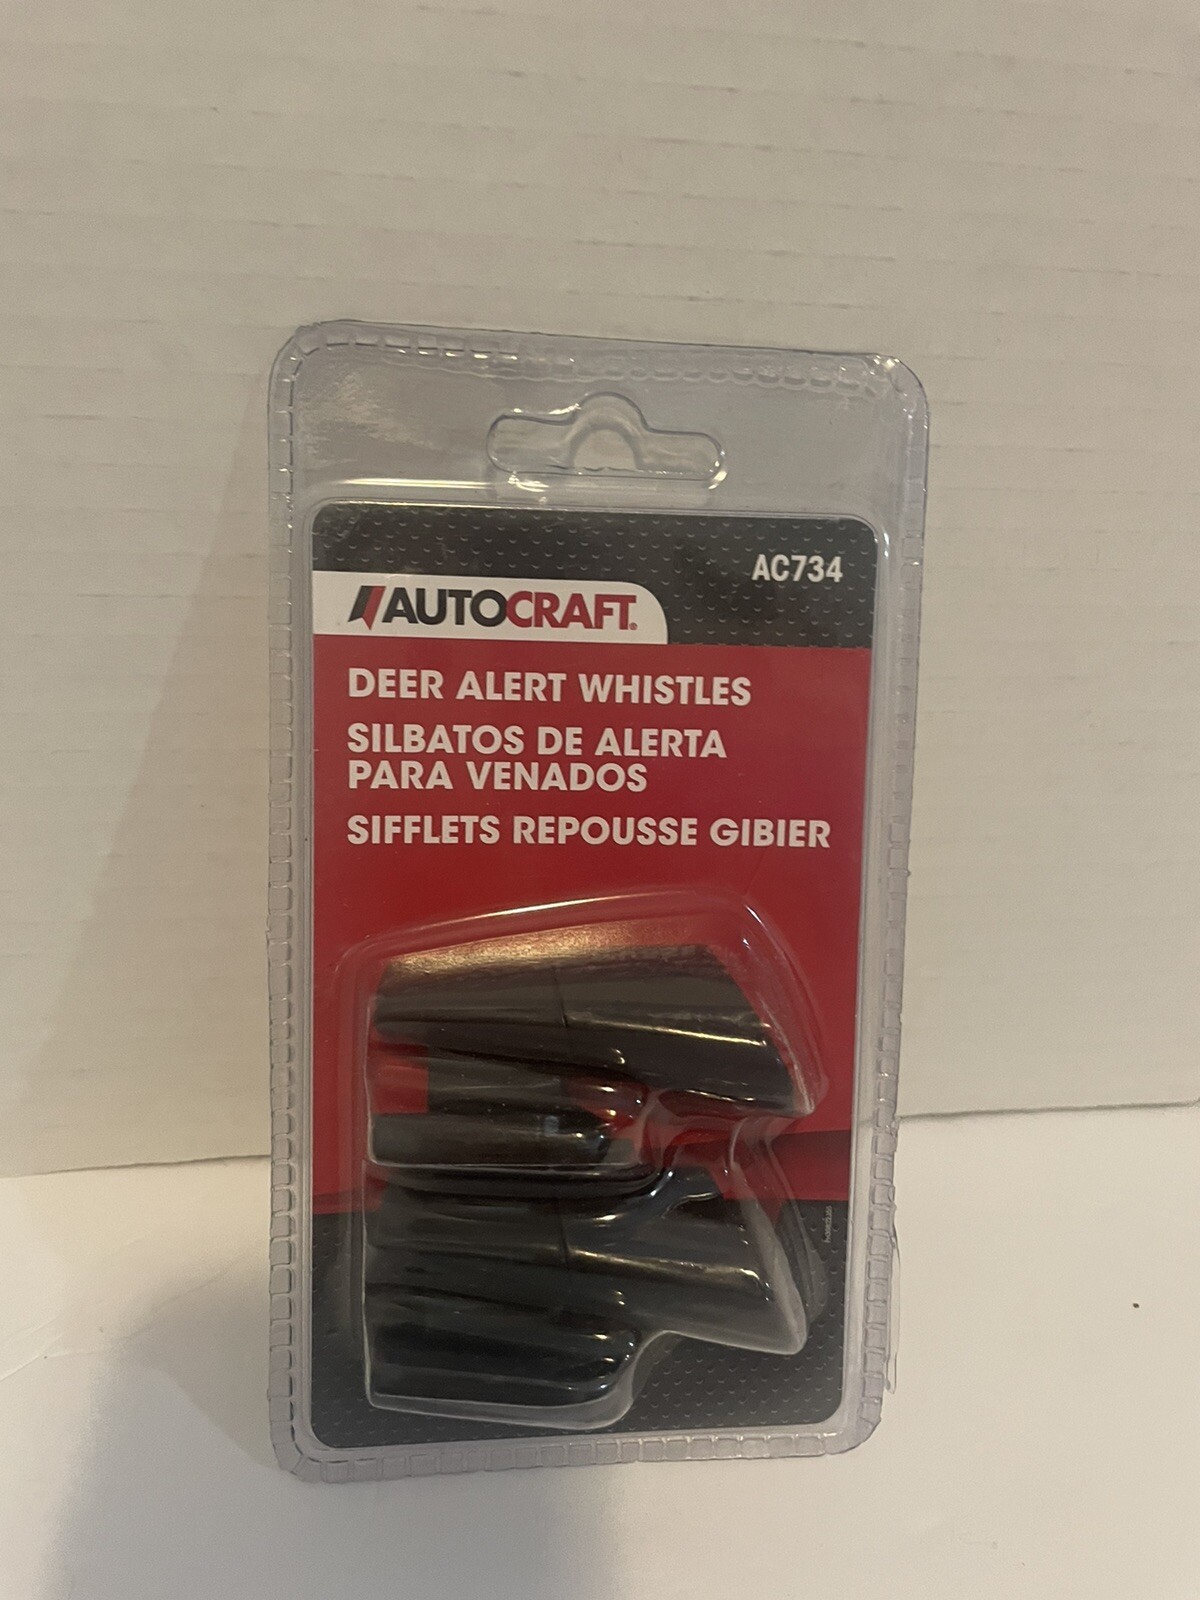 AC734
AUTOCRAFT®
DEER ALERT WHISTLES
SILBATOS DE ALERTA
PARA VENADOS
SIFFLETS REPOUSSE GIBIER